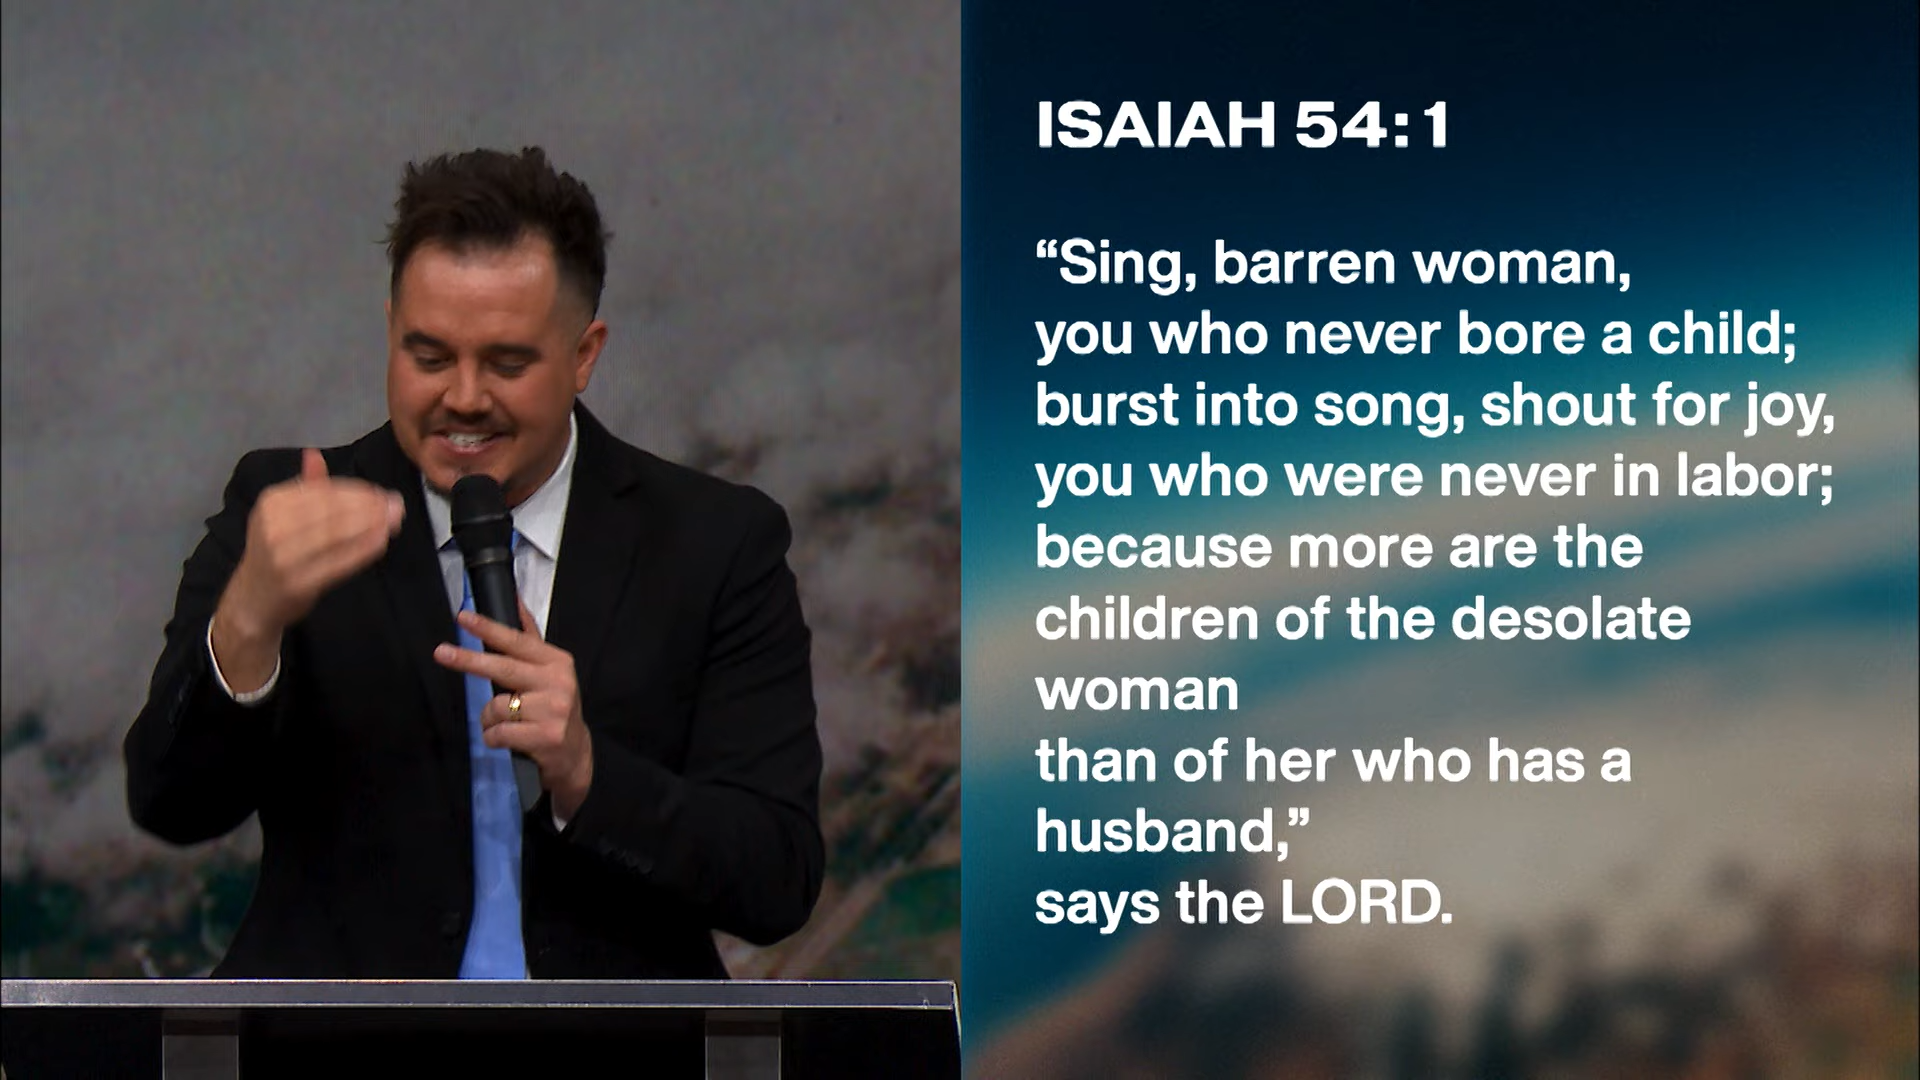 ISAIAH 54:1
“Sing, barren woman,
you who never bore a child;
burst into song, shout for joy,
you who were never in labor;
because more are the
children of the desolate
woman
than of her who has a
husband,”
says the LORD.